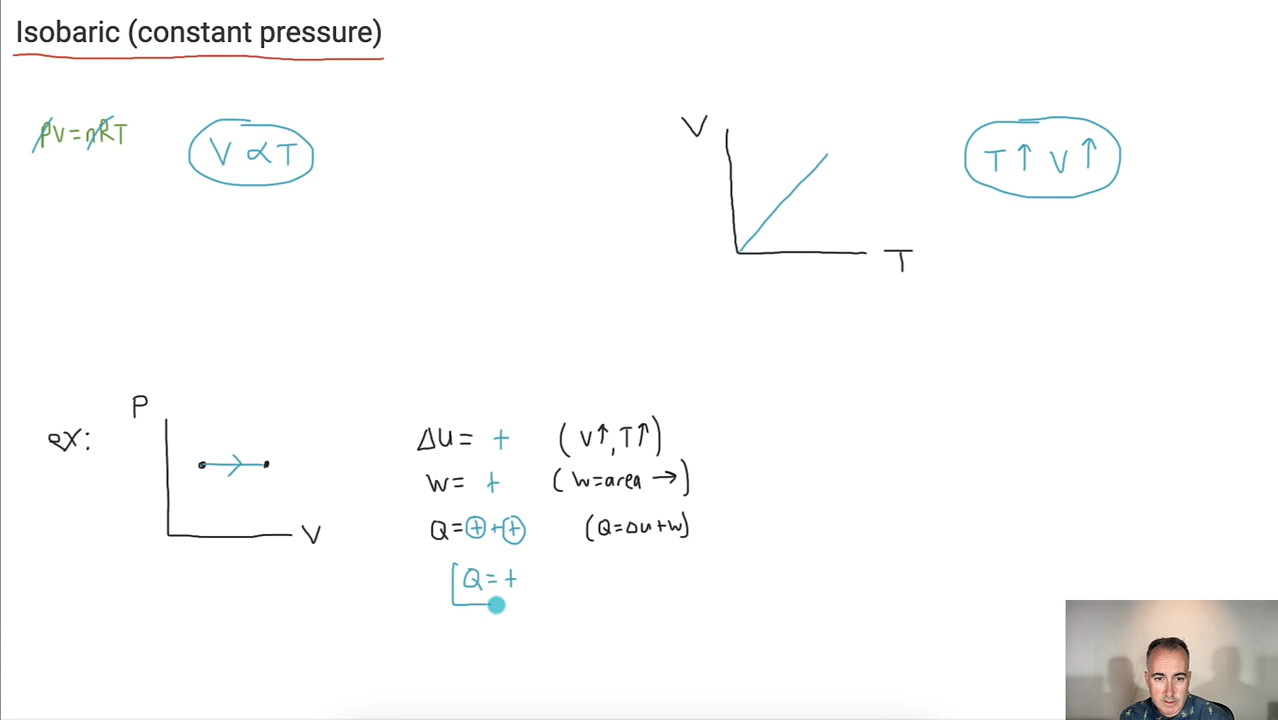 Isobaric (constant pressure)
PV=nRT
V ∝ T
V
T
T↑ V↑
ex:
P
V
ΔU= + (V↑,T↑)
W= + (W=area →)
Q=++ + (Q=ΔU+W)
Q=+